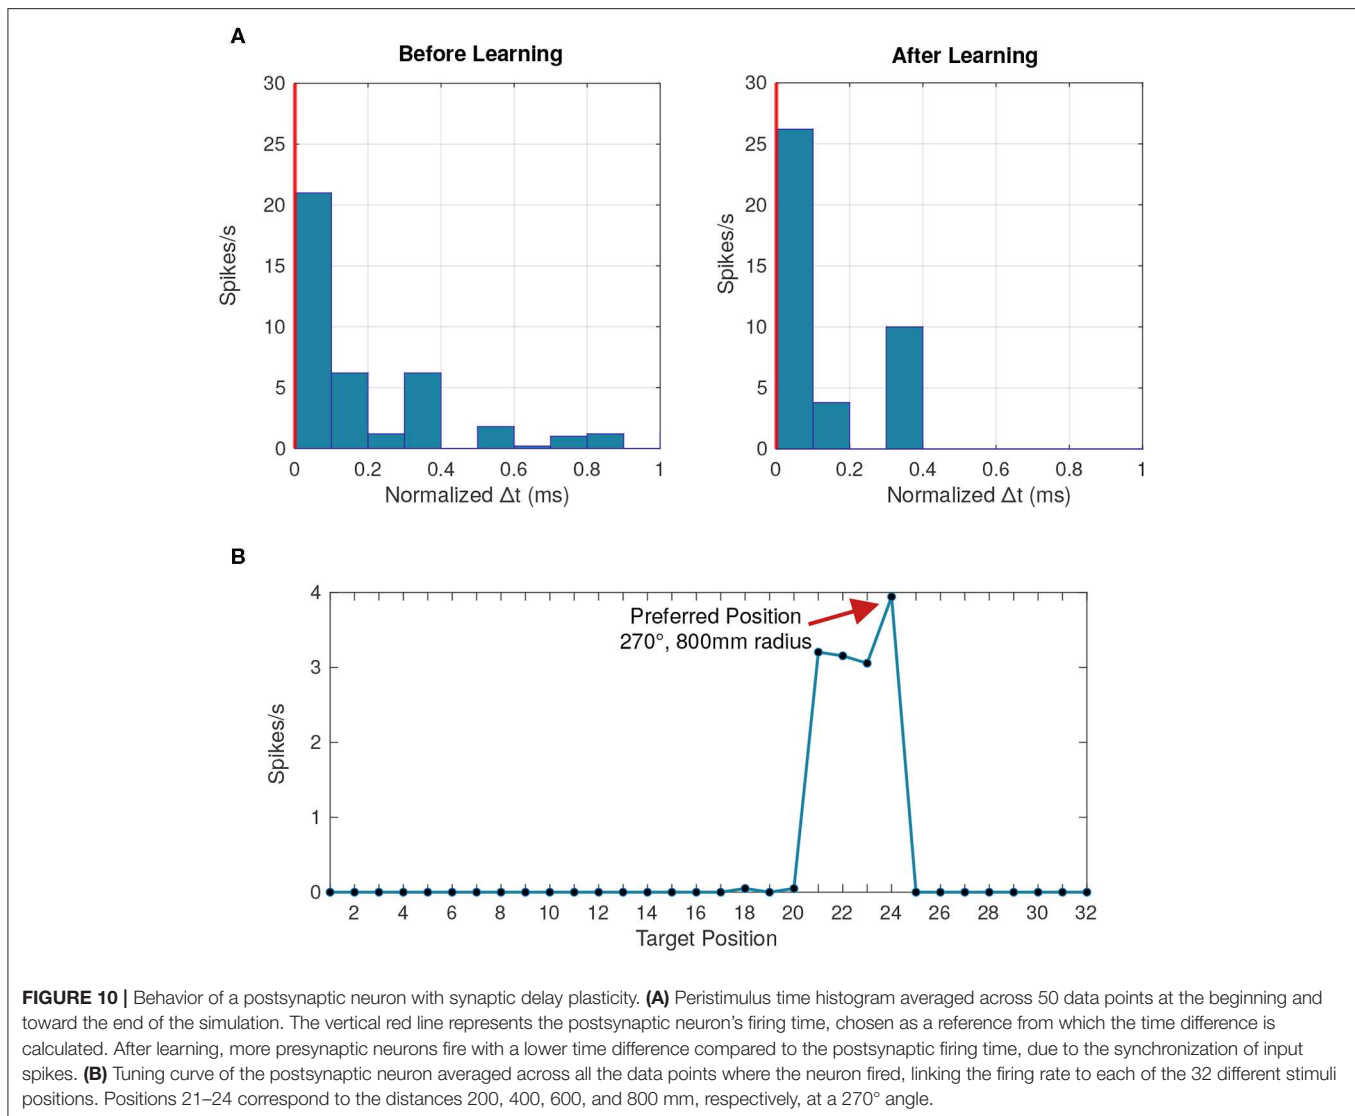 A
Before Learning
After Learning
30
25
20
15
10
5
0
Spikes/s
0 0.2 0.4 0.6 0.8 1
Normalized Δt (ms)
30
25
20
15
10
5
0
Spikes/s
0 0.2 0.4 0.6 0.8 1
Normalized Δt (ms)
B
4
3
2
1
0
Spikes/s
Preferred Position
270°, 800mm radius
2 4 6 8 10 12 14 16 18 20 22 24 26 28 30 32
Target Position
FIGURE 10 | Behavior of a postsynaptic neuron with synaptic delay plasticity. (A) Peristimulus time histogram averaged across 50 data points at the beginning and
toward the end of the simulation. The vertical red line represents the postsynaptic neuron's firing time, chosen as a reference from which the time difference is
calculated. After learning, more presynaptic neurons fire with a lower time difference compared to the postsynaptic firing time, due to the synchronization of input
spikes. (B) Tuning curve of the postsynaptic neuron averaged across all the data points where the neuron fired, linking the firing rate to each of the 32 different stimuli
positions. Positions 21–24 correspond to the distances 200, 400, 600, and 800 mm, respectively, at a 270° angle.